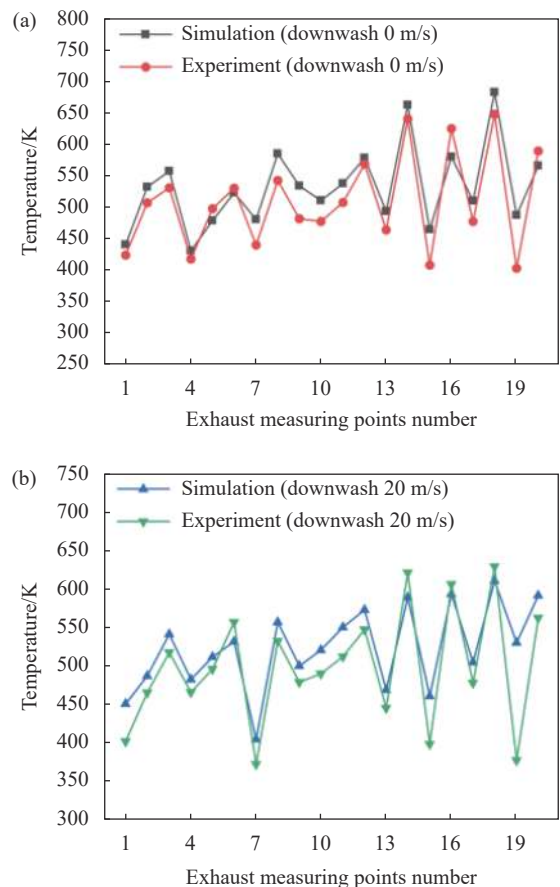 (a)
800
750
700
650
600
550
500
450
400
350
300
250
Temperature/K
Simulation (downwash 0 m/s)
Experiment (downwash 0 m/s)
1 4 7 10 13 16 19
Exhaust measuring points number
(b)
750
700
650
600
550
500
450
400
350
300
Temperature/K
Simulation (downwash 20 m/s)
Experiment (downwash 20 m/s)
1 4 7 10 13 16 19
Exhaust measuring points number